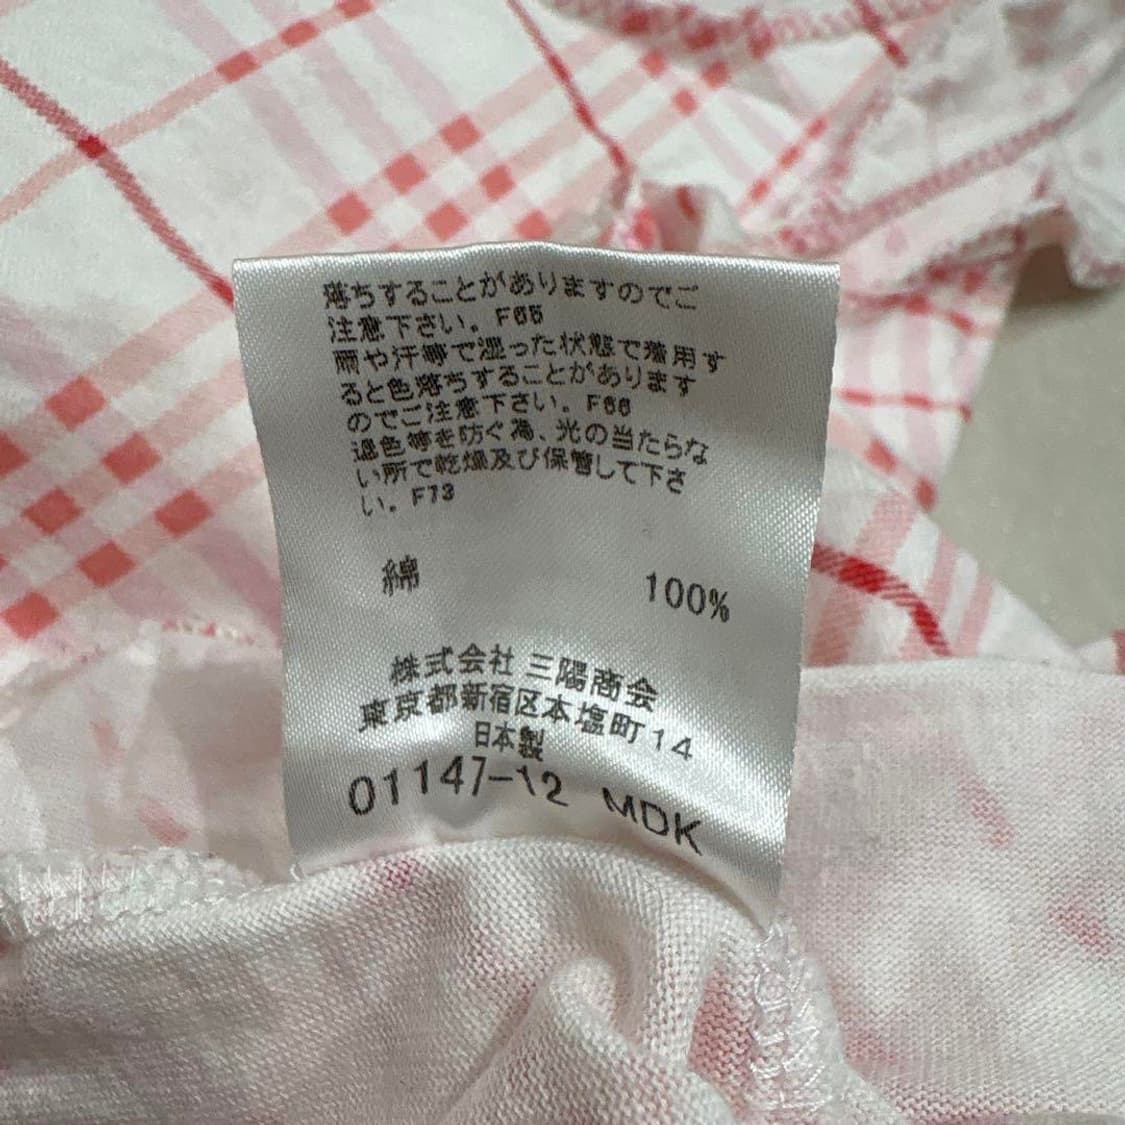 落ちすることがありますのでご
注意下さい。F65
雨や汗等で湿った状態で着用す
ると色落ちすることがあります
のでご注意下さい。F66
退色等を防ぐ為、光の当たらな
い所で乾燥及び保管して下さ
い。F73
綿 100%
株式会社 三陽商会
東京都新宿区本塩町14
日本製
01147-12 MDK